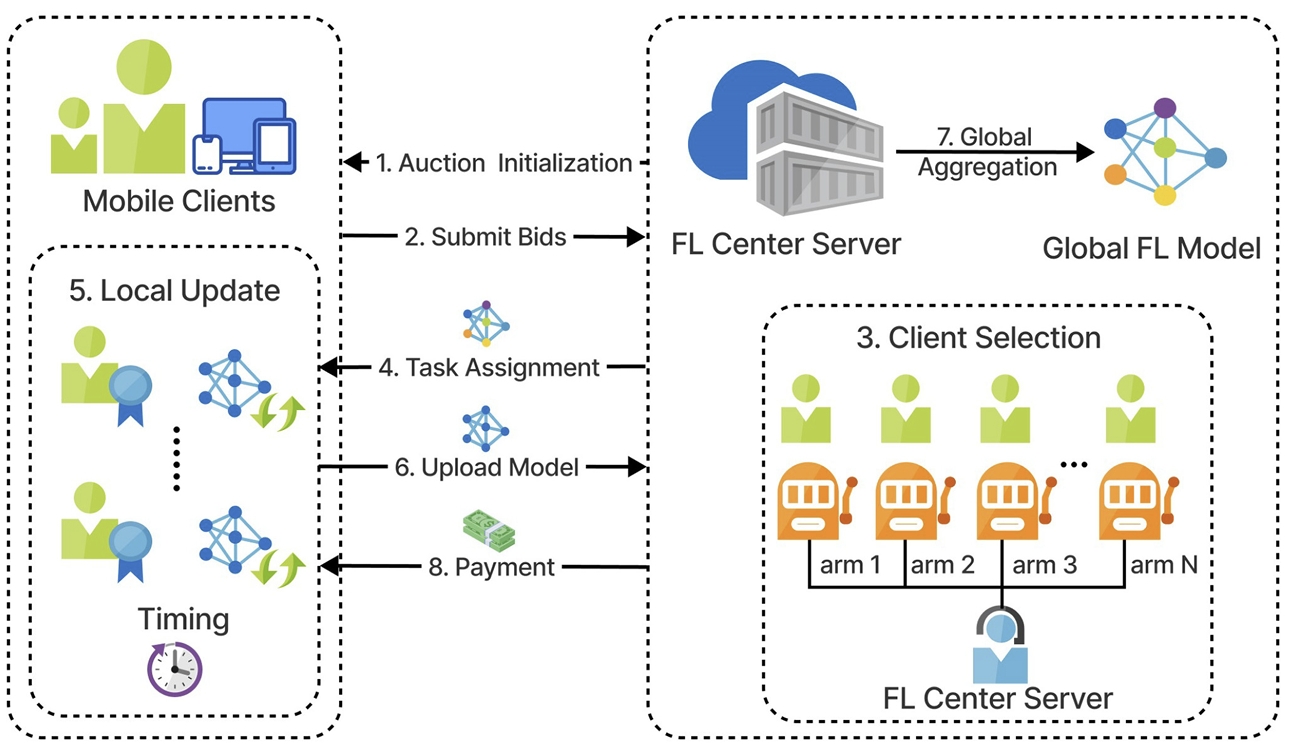 Mobile Clients
5. Local Update
Timing
1. Auction Initialization
2. Submit Bids
4. Task Assignment
6. Upload Model
8. Payment
FL Center Server
7. Global
Aggregation
Global FL Model
3. Client Selection
arm 1 arm 2 arm 3 arm N
FL Center Server